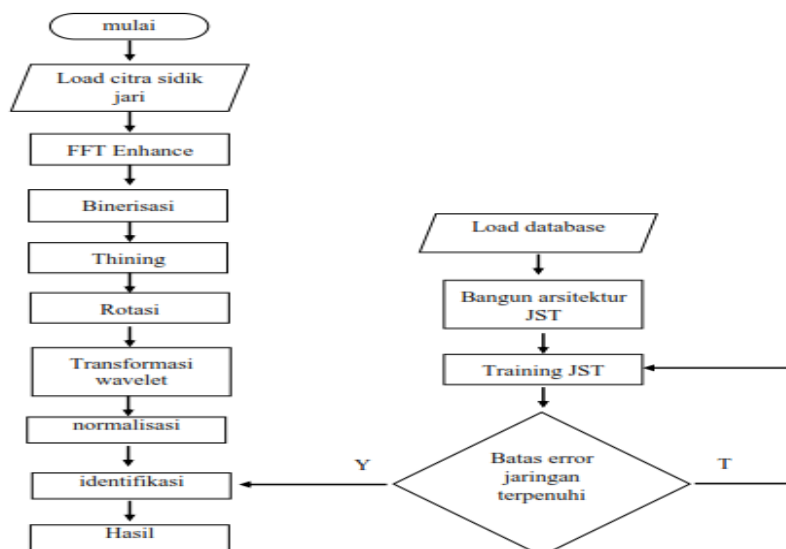 mulai
Load citra sidik
jari
FFT Enhance
Binerisasi
Thining
Rotasi
Transformasi
wavelet
normalisasi
identifikasi
Hasil
Load database
Bangun arsitektur
JST
Training JST
Batas error
jaringan
terpenuhi
Y
T